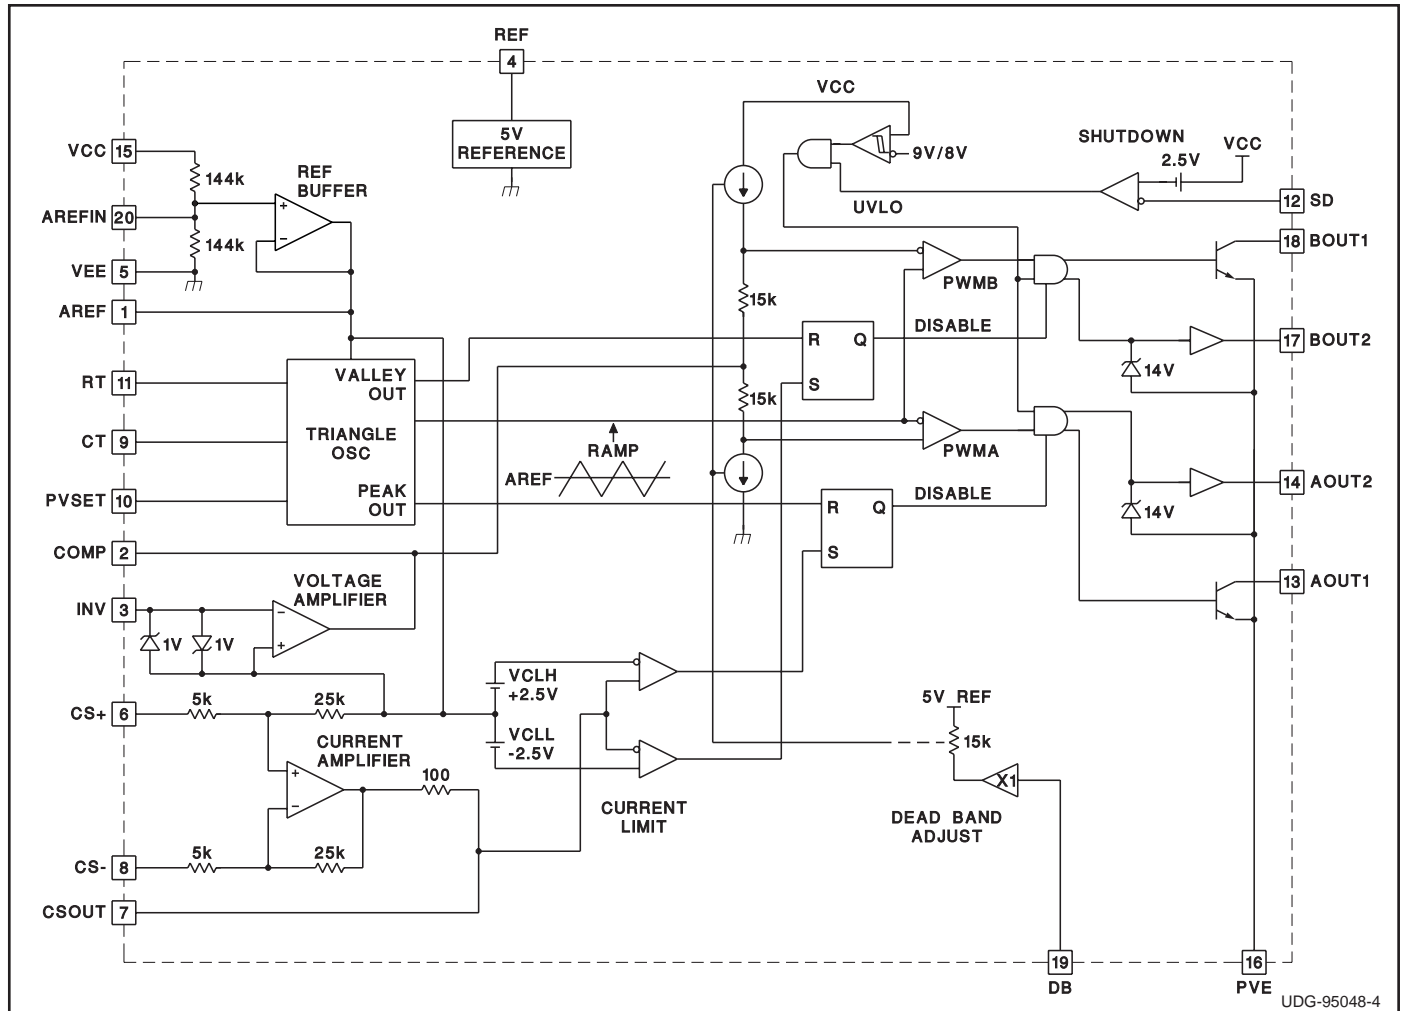 REF
4
5V
REFERENCE
VCC 15
144k
REF
BUFFER
+
-
AREFIN 20
144k
VEE 5
AREF 1
VCC
9V/8V
UVLO
SHUTDOWN
2.5V
VCC
12 SD
18 BOUT1
PWMB
15k
R Q
S
DISABLE
17 BOUT2
14V
RT 11
CT 9
PVSET 10
VALLEY
OUT
TRIANGLE
OSC
PEAK
OUT
RAMP
AREF
15k
PWMA
R Q
S
DISABLE
14 AOUT2
14V
13 AOUT1
COMP 2
INV 3
1V
1V
VOLTAGE
AMPLIFIER
-
+
CS+ 6
5k
25k
CURRENT
AMPLIFIER
+
-
100
VCLH
+2.5V
VCLL
-2.5V
CURRENT
LIMIT
5V REF
15k
X1
DEAD BAND
ADJUST
CS- 8
5k
25k
CSOUT 7
19
DB
16
PVE
UDG-95048-4